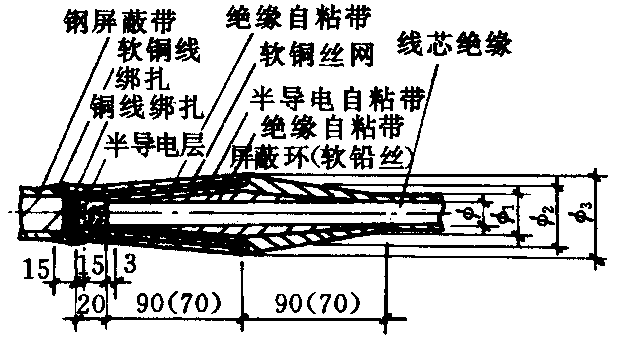 钢屏蔽带
软铜线
绑扎
铜线绑扎
半导电层
绝缘自粘带
软铜丝网
半导电自粘带
绝缘自粘带
屏蔽环(软铅丝)
线芯绝缘
ϕ
ϕ1
ϕ2
ϕ3
15
15
3
20
90(70)
90(70)